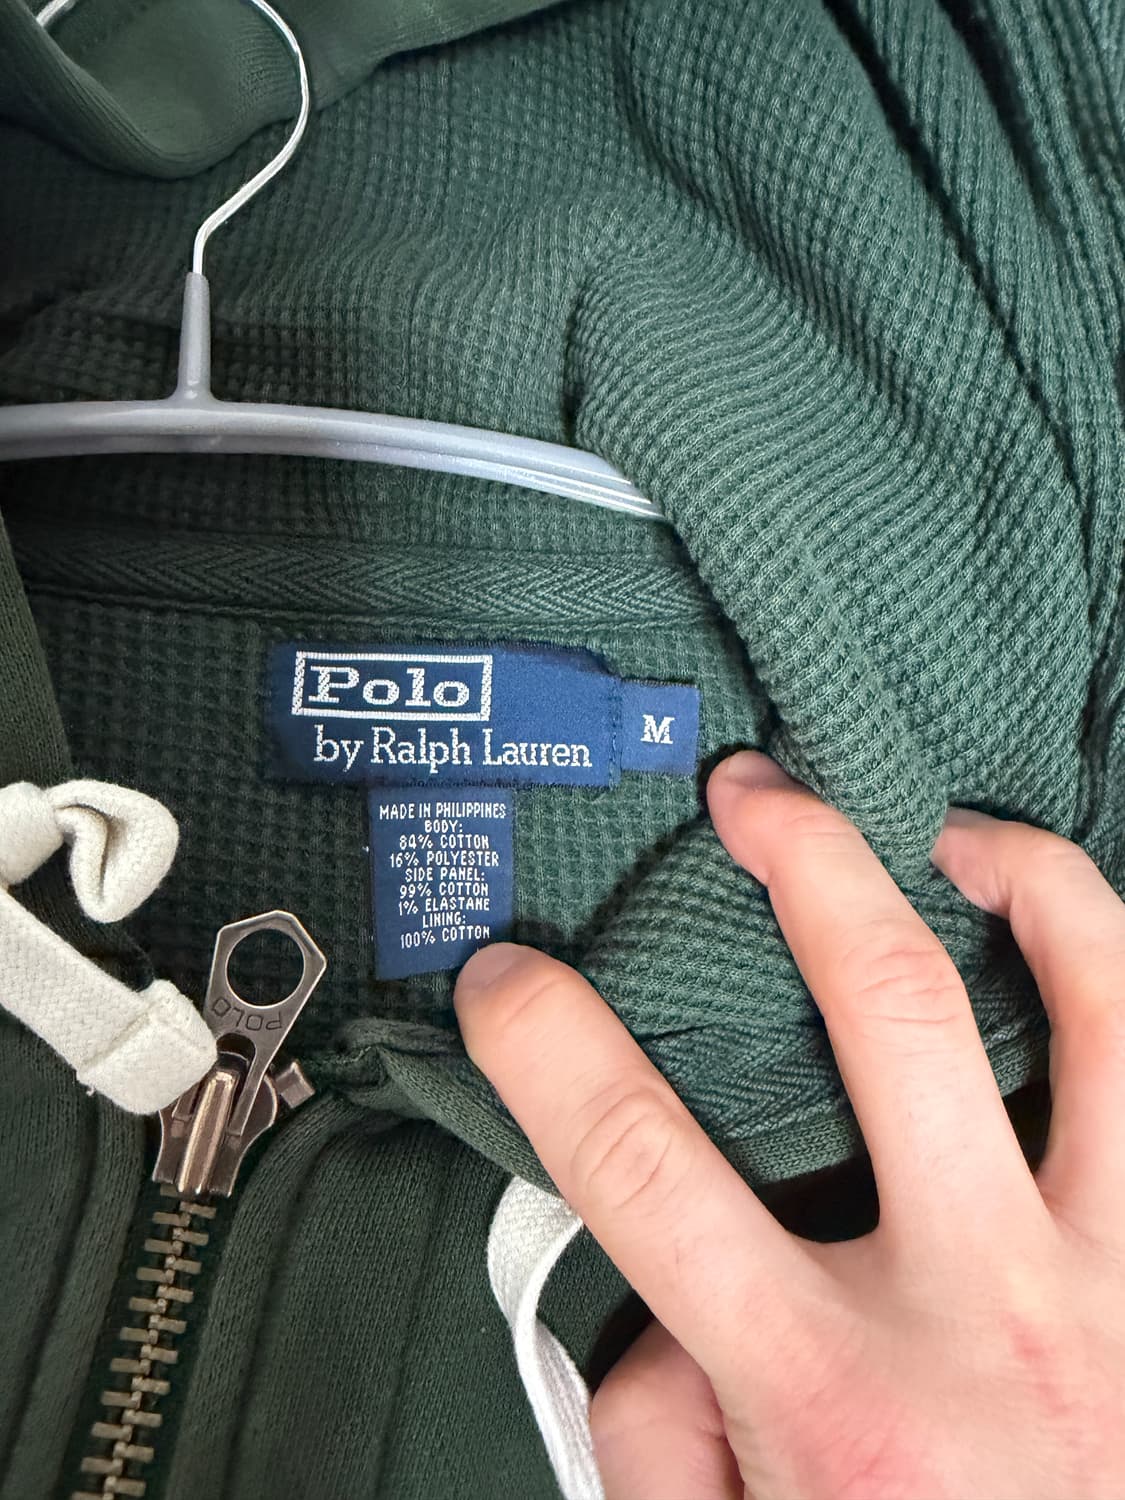 Polo
by Ralph Lauren
M
MADE IN PHILIPPINES
BODY:
84% COTTON
16% POLYESTER
SIDE PANEL:
99% COTTON
1% ELASTANE
LINING:
100% COTTON
POLO